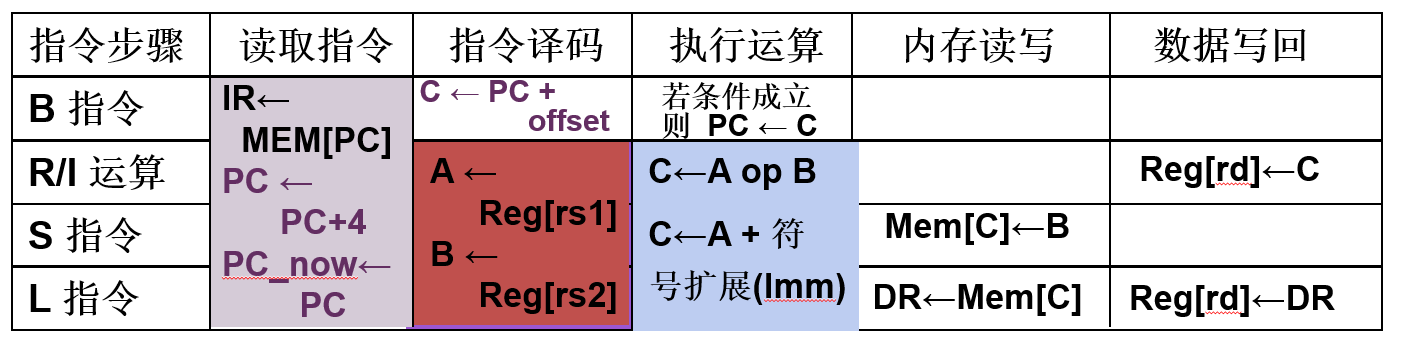 指令步骤 读取指令 指令译码 执行运算 内存读写 数据写回
B 指令
IR←
MEM[PC]
PC ←
PC+4
PC_now←
PC
C ← PC +
offset
若条件成立
则 PC ← C
R/I 运算
A ←
Reg[rs1]
B ←
Reg[rs2]
C←A op B
Reg[rd]←C
S 指令
C←A + 符
号扩展(Imm)
Mem[C]←B
L 指令
DR←Mem[C]
Reg[rd]←DR